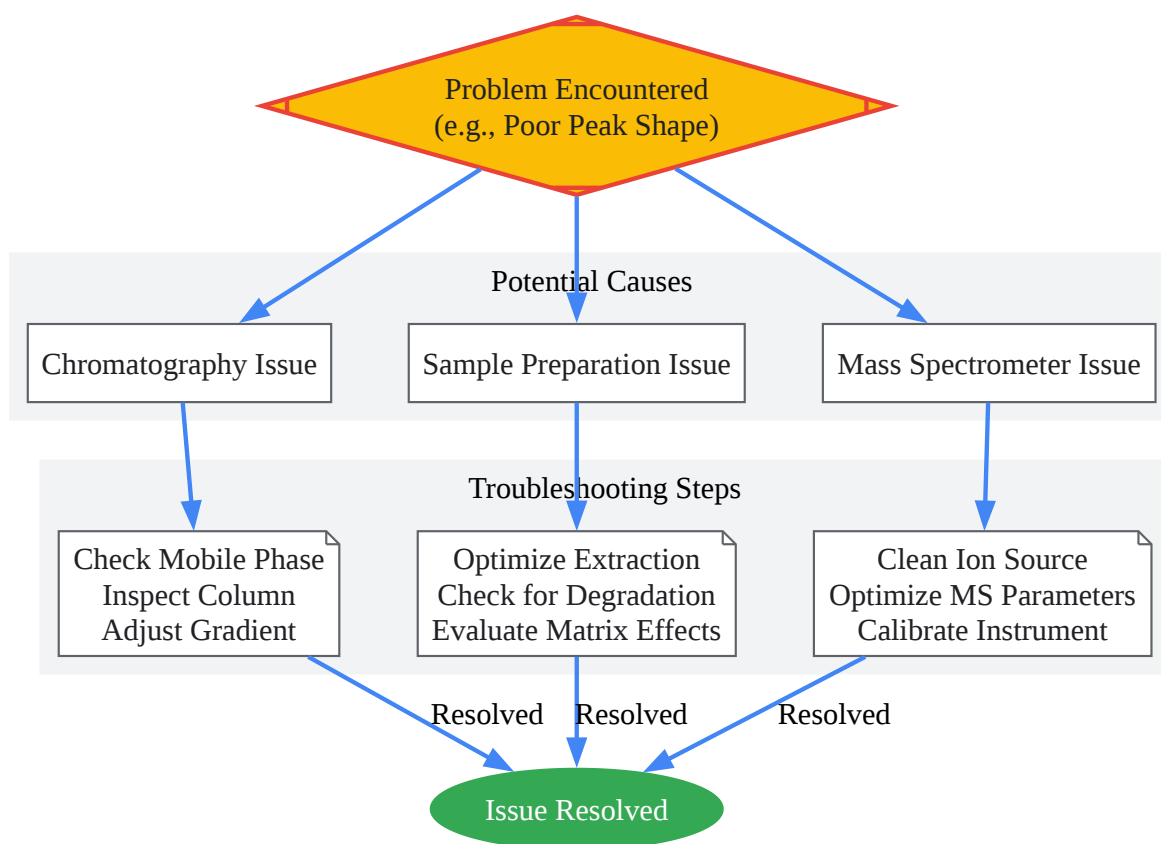 Problem Encountered
(e.g., Poor Peak Shape)
Potential Causes
Chromatography Issue
Sample Preparation Issue
Mass Spectrometer Issue
Troubleshooting Steps
Check Mobile Phase
Inspect Column
Adjust Gradient
Optimize Extraction
Check for Degradation
Evaluate Matrix Effects
Clean Ion Source
Optimize MS Parameters
Calibrate Instrument
Resolved
Resolved
Resolved
Issue Resolved